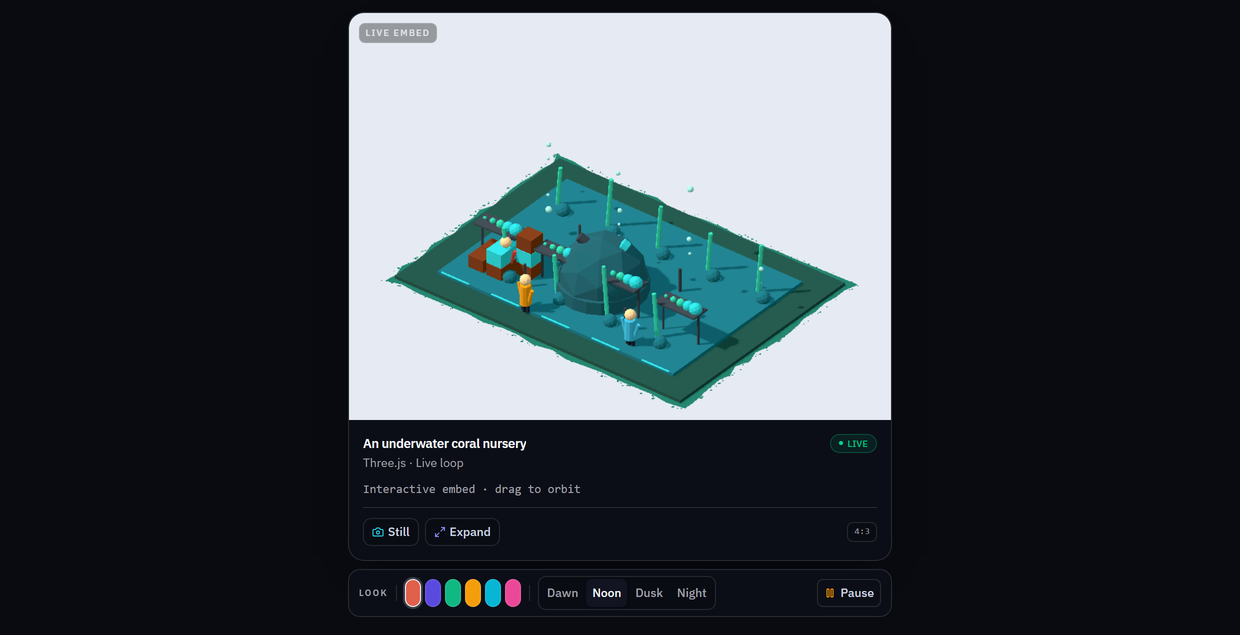 LIVE EMBED
An underwater coral nursery
LIVE
Three.js · Live loop
Interactive embed · drag to orbit
Still
Expand
4:3
LOOK
Dawn
Noon
Dusk
Night
Pause